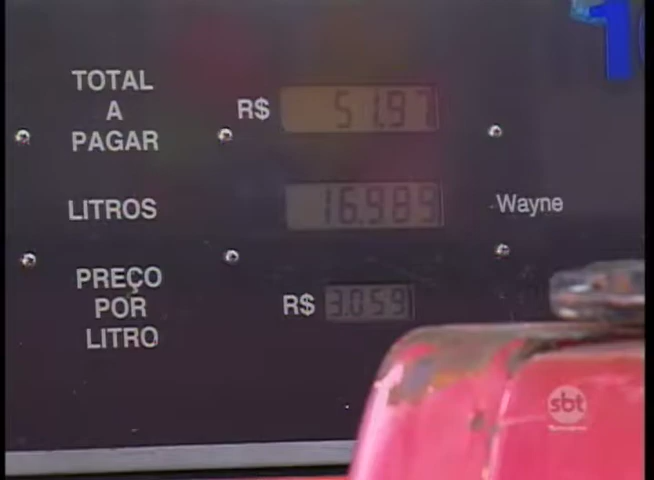 TOTAL
A
PAGAR
R$ 51.97
LITROS
16.989
Wayne
PREÇO
POR
LITRO
R$ 3.059
sbt